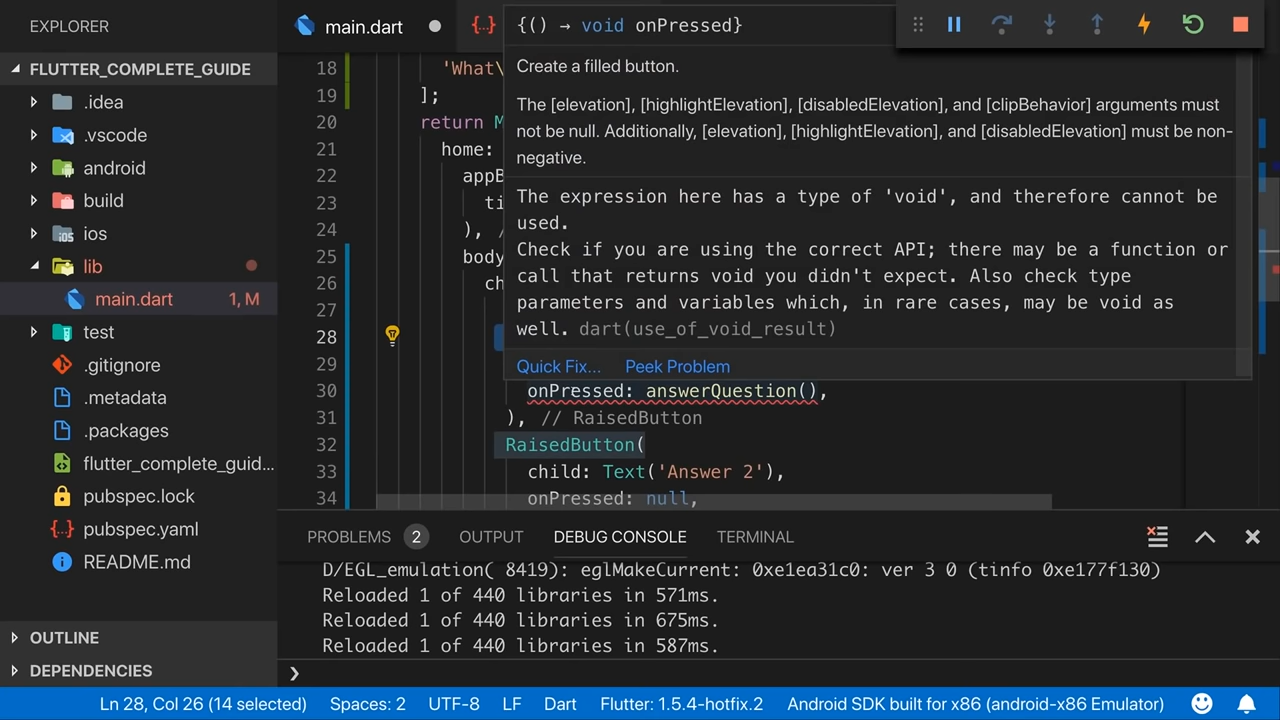 EXPLORER
FLUTTER_COMPLETE_GUIDE
.idea
.vscode
android
build
ios
lib
main.dart 1, M
test
.gitignore
.metadata
.packages
flutter_complete_guid...
pubspec.lock
pubspec.yaml
README.md
OUTLINE
DEPENDENCIES
main.dart
{() → void onPressed}
Create a filled button.
The [elevation], [highlightElevation], [disabledElevation], and [clipBehavior] arguments must
not be null. Additionally, [elevation], [highlightElevation], and [disabledElevation] must be non-
negative.
The expression here has a type of 'void', and therefore cannot be
used.
Check if you are using the correct API; there may be a function or
call that returns void you didn't expect. Also check type
parameters and variables which, in rare cases, may be void as
well. dart(use_of_void_result)
Quick Fix... Peek Problem
18 'What\
19 ];
20 return M
21 home:
22 appB
23 ti
24 ), /
25 body
26 ch
27
28
29
30 onPressed: answerQuestion(),
31 ), // RaisedButton
32 RaisedButton(
33 child: Text('Answer 2'),
34 onPressed: null,
PROBLEMS 2 OUTPUT DEBUG CONSOLE TERMINAL
D/EGL_emulation( 8419): eglMakeCurrent: 0xe1ea31c0: ver 3 0 (tinfo 0xe177f130)
Reloaded 1 of 440 libraries in 571ms.
Reloaded 1 of 440 libraries in 675ms.
Reloaded 1 of 440 libraries in 587ms.
❯
Ln 28, Col 26 (14 selected) Spaces: 2 UTF-8 LF Dart Flutter: 1.5.4-hotfix.2 Android SDK built for x86 (android-x86 Emulator)